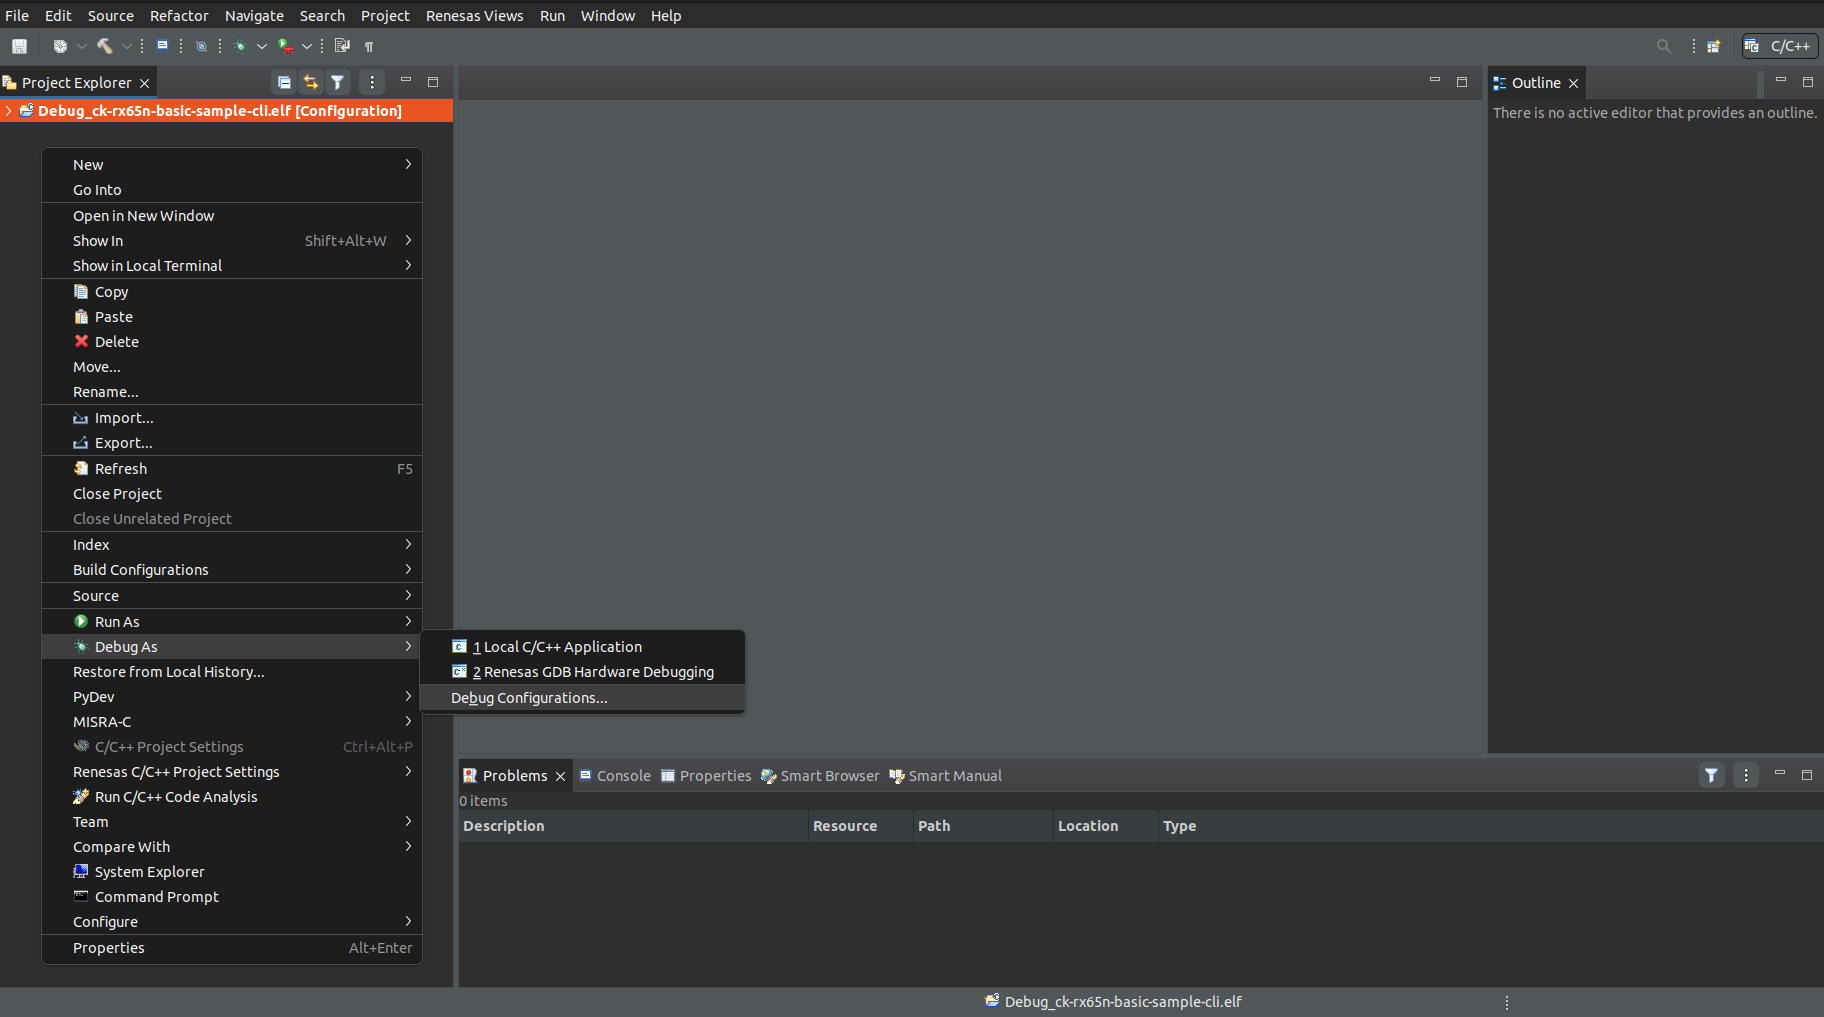 File Edit Source Refactor Navigate Search Project Renesas Views Run Window Help
C/C++
Project Explorer
Outline
Debug_ck-rx65n-basic-sample-cli.elf [Configuration]
There is no active editor that provides an outline.
New
Go Into
Open in New Window
Show In Shift+Alt+W
Show in Local Terminal
Copy
Paste
Delete
Move...
Rename...
Import...
Export...
Refresh F5
Close Project
Close Unrelated Project
Index
Build Configurations
Source
Run As
Debug As
1 Local C/C++ Application
2 Renesas GDB Hardware Debugging
Debug Configurations...
Restore from Local History...
PyDev
MISRA-C
C/C++ Project Settings Ctrl+Alt+P
Renesas C/C++ Project Settings
Run C/C++ Code Analysis
Team
Compare With
System Explorer
Command Prompt
Configure
Properties Alt+Enter
Problems Console Properties Smart Browser Smart Manual
0 items
Description Resource Path Location Type
Debug_ck-rx65n-basic-sample-cli.elf